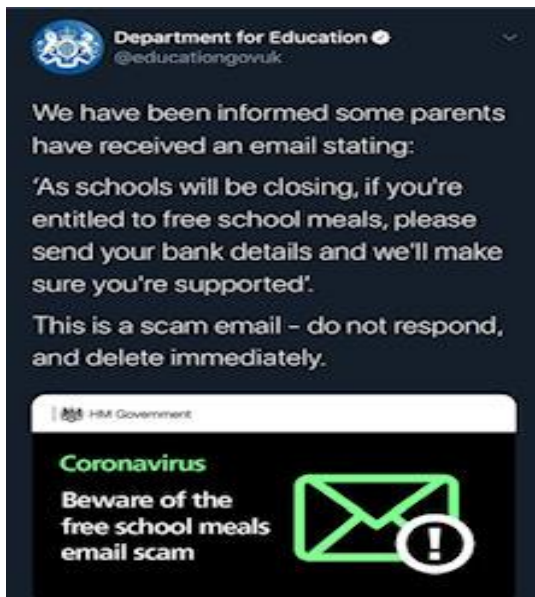 Department for Education
@educationgovuk
We have been informed some parents
have received an email stating:
‘As schools will be closing, if you're
entitled to free school meals, please
send your bank details and we'll make
sure you're supported’.
This is a scam email – do not respond,
and delete immediately.
HM Government
Coronavirus
Beware of the
free school meals
email scam
!